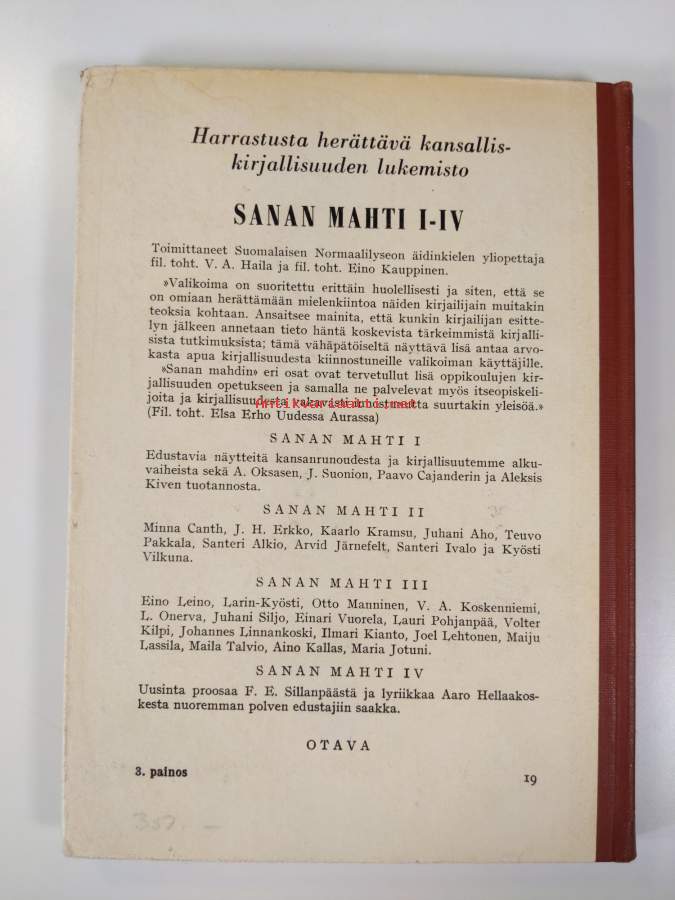 Harrastusta herättävä kansallis-
kirjallisuuden lukemisto
SANAN MAHTI I-IV
Toimittaneet Suomalaisen Normaalilyseon äidinkielen yliopettaja
fil. toht. V. A. Haila ja fil. toht. Eino Kauppinen.
»Valikoima on suoritettu erittäin huolellisesti ja siten, että se
on omiaan herättämään mielenkiintoa näiden kirjailijain muitakin
teoksia kohtaan. Ansaitsee mainita, että kunkin kirjailijan esitte-
lyn jälkeen annetaan tieto häntä koskevista tärkeimmistä kirjalli-
sista tutkimuksista; tämä vähäpätöiseltä näyttävä lisä antaa arvo-
kasta apua kirjallisuudesta kiinnostuneille valikoiman käyttäjille.
»Sanan mahdin» eri osat ovat tervetullut lisä oppikoulujen kir-
jallisuuden opetukseen ja samalla ne palvelevat myös itseopiskeli-
joita ja kirjallisuudesta vakavasti innostunutta suurtakin yleisöä.»
Antikvariaatti.net
(Fil. toht. Elsa Erho Uudessa Aurassa)
SANAN MAHTI I
Edustavia näytteitä kansanrunoudesta ja kirjallisuutemme alku-
vaiheista sekä A. Oksasen, J. Suonion, Paavo Cajanderin ja Aleksis
Kiven tuotannosta.
SANAN MAHTI II
Minna Canth, J. H. Erkko, Kaarlo Kramsu, Juhani Aho, Teuvo
Pakkala, Santeri Alkio, Arvid Järnefelt, Santeri Ivalo ja Kyösti
Vilkuna.
SANAN MAHTI III
Eino Leino, Larin-Kyösti, Otto Manninen, V. A. Koskenniemi,
L. Onerva, Juhani Siljo, Einari Vuorela, Lauri Pohjanpää, Volter
Kilpi, Johannes Linnankoski, Ilmari Kianto, Joel Lehtonen, Maiju
Lassila, Maila Talvio, Aino Kallas, Maria Jotuni.
SANAN MAHTI IV
Uusinta proosaa F. E. Sillanpäästä ja lyriikkaa Aaro Hellaakos-
kesta nuoremman polven edustajiin saakka.
OTAVA
3. painos
19